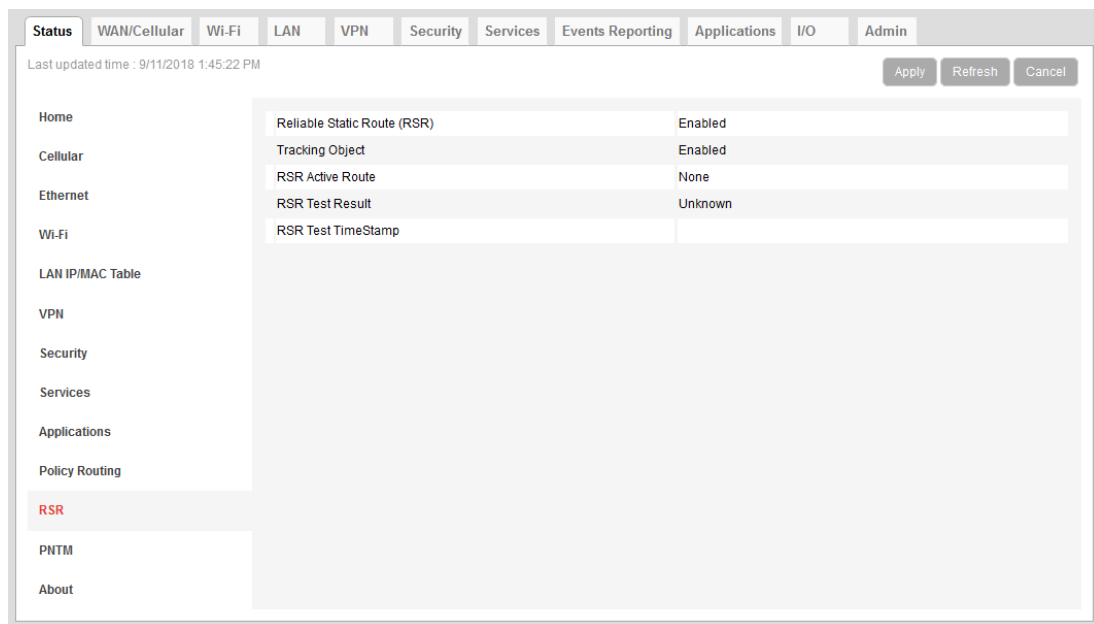 Status WAN/Cellular Wi-Fi LAN VPN Security Services Events Reporting Applications I/O Admin
Last updated time : 9/11/2018 1:45:22 PM
Apply Refresh Cancel
Home
Cellular
Ethernet
Wi-Fi
LAN IP/MAC Table
VPN
Security
Services
Applications
Policy Routing
RSR
PNTM
About
Reliable Static Route (RSR) Enabled
Tracking Object Enabled
RSR Active Route None
RSR Test Result Unknown
RSR Test TimeStamp